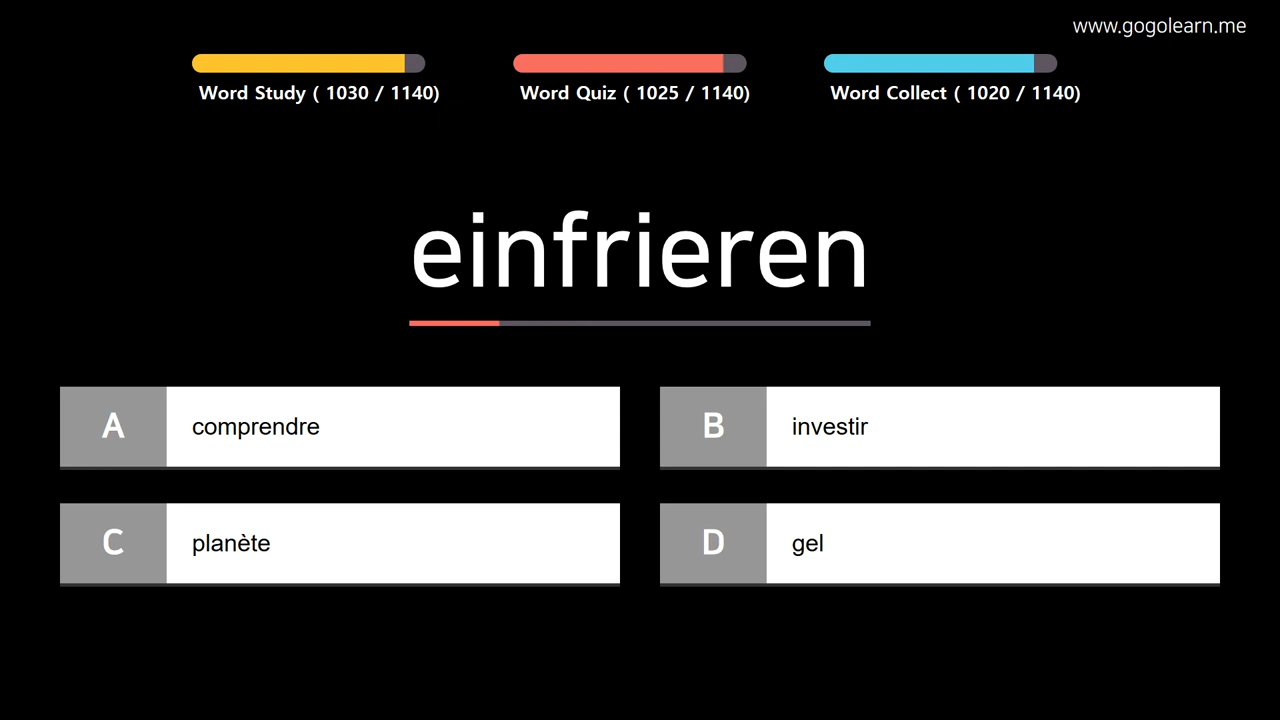 www.gogolearn.me
Word Study ( 1030 / 1140)
Word Quiz ( 1025 / 1140)
Word Collect ( 1020 / 1140)
einfrieren
A comprendre
B investir
C planète
D gel